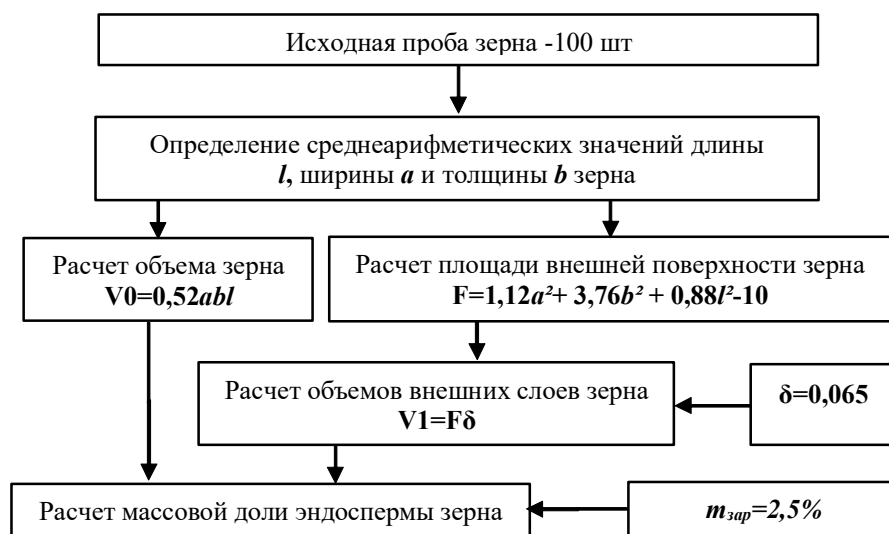 Исходная проба зерна -100 шт
Определение среднеарифметических значений длины
l, ширины a и толщины b зерна
Расчет объема зерна
V0=0,52abl
Расчет площади внешней поверхности зерна
F=1,12a²+ 3,76b² + 0,88l²-10
Расчет объемов внешних слоев зерна
V1=Fδ
δ=0,065
Расчет массовой доли эндоспермы зерна
mзар=2,5%